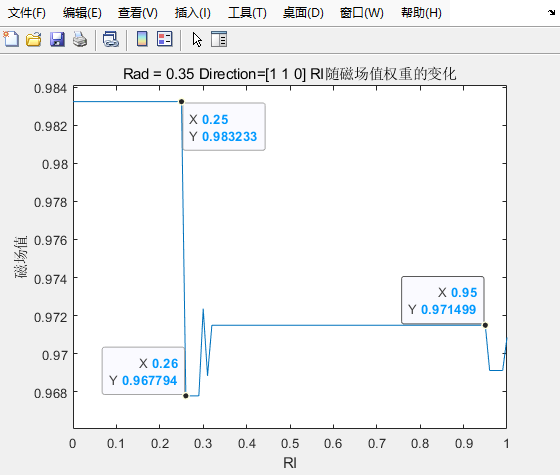 文件(F) 编辑(E) 查看(V) 插入(I) 工具(T) 桌面(D) 窗口(W) 帮助(H)
Rad = 0.35 Direction=[1 1 0] RI随磁场值权重的变化
0.984
0.982
0.98
0.978
0.976
0.974
0.972
0.97
0.968
磁场值
X 0.25
Y 0.983233
X 0.95
Y 0.971499
X 0.26
Y 0.967794
0 0.1 0.2 0.3 0.4 0.5 0.6 0.7 0.8 0.9 1
RI